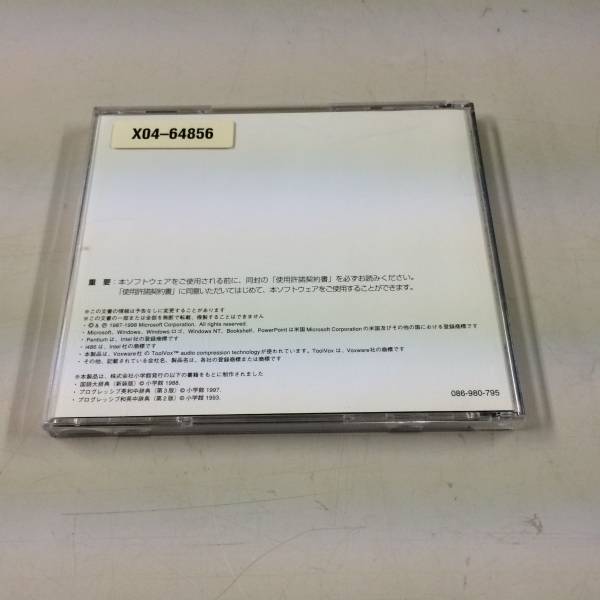 X04-64856
重 要：本ソフトウェアをご使用される前に、同封の「使用許諾契約書」を必ずお読みください。
「使用許諾契約書」に同意いただいてはじめて、本ソフトウェアをご使用することができます。
※この文書の情報は予告なしに変更することがあります
※この文書の一部または全部を無断で転載、複製することはできません
・© & ℗ 1987-1998 Microsoft Corporation. All rights reserved.
・Microsoft、Windows、Windows ロゴ、Windows NT、Bookshelf、PowerPoint は米国 Microsoft Corporation の米国及びその他の国における登録商標です
・Pentium は、Intel 社の登録商標です
・i486 は、Intel 社の商標です
・本製品は、Voxware 社の ToolVox™ audio compression technology が使われています。ToolVox は、Voxware 社の商標です
・その他、記載されている会社名、製品名は、各社の登録商標または商標です
※本製品は、株式会社小学館発行の以下の書籍をもとに制作されました
・国語大辞典（新装版）© 小学館 1988.
・プログレッシブ英和中辞典（第3版）© 小学館 1997.
・プログレッシブ和英中辞典（第2版）© 小学館 1993.
086-980-795